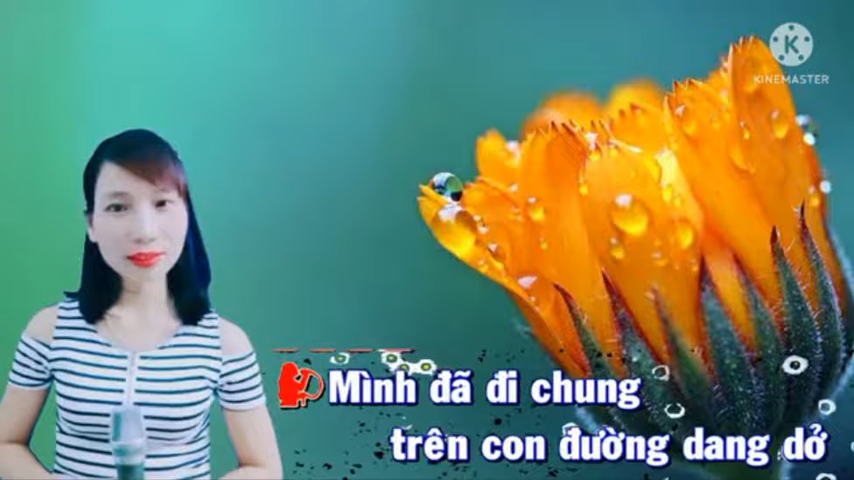 KINEMASTER
Mình đã đi chung
trên con đường dang dở